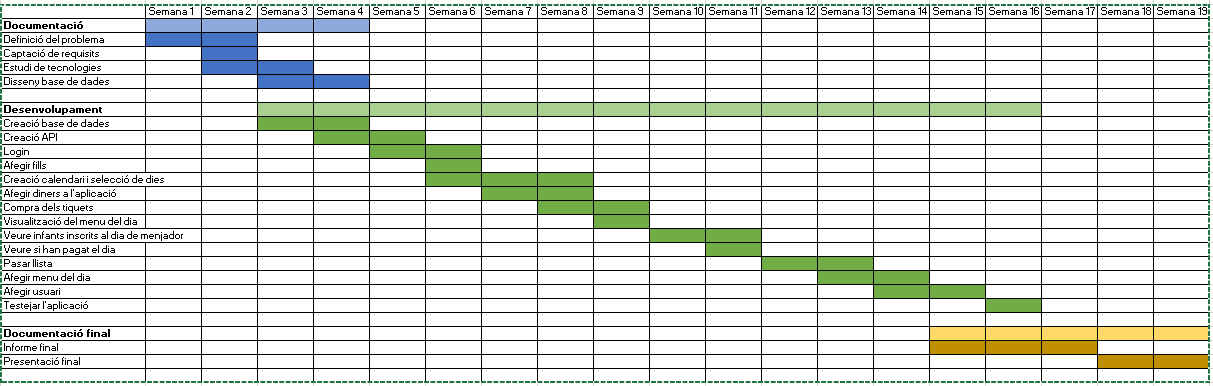 Semana 1 Semana 2 Semana 3 Semana 4 Semana 5 Semana 6 Semana 7 Semana 8 Semana 9 Semana 10 Semana 11 Semana 12 Semana 13 Semana 14 Semana 15 Semana 16 Semana 17 Semana 18 Semana 19
Documentació
Definició del problema
Captació de requisits
Estudi de tecnologies
Disseny base de dades
Desenvolupament
Creació base de dades
Creació API
Login
Afegir fills
Creació calendari i selecció de dies
Afegir diners a l'aplicació
Compra dels tiquets
Visualització del menu del dia
Veure infants inscrits al dia de menjador
Veure si han pagat el dia
Pasar llista
Afegir menu del dia
Afegir usuari
Testejar l'aplicació
Documentació final
Informe final
Presentació final